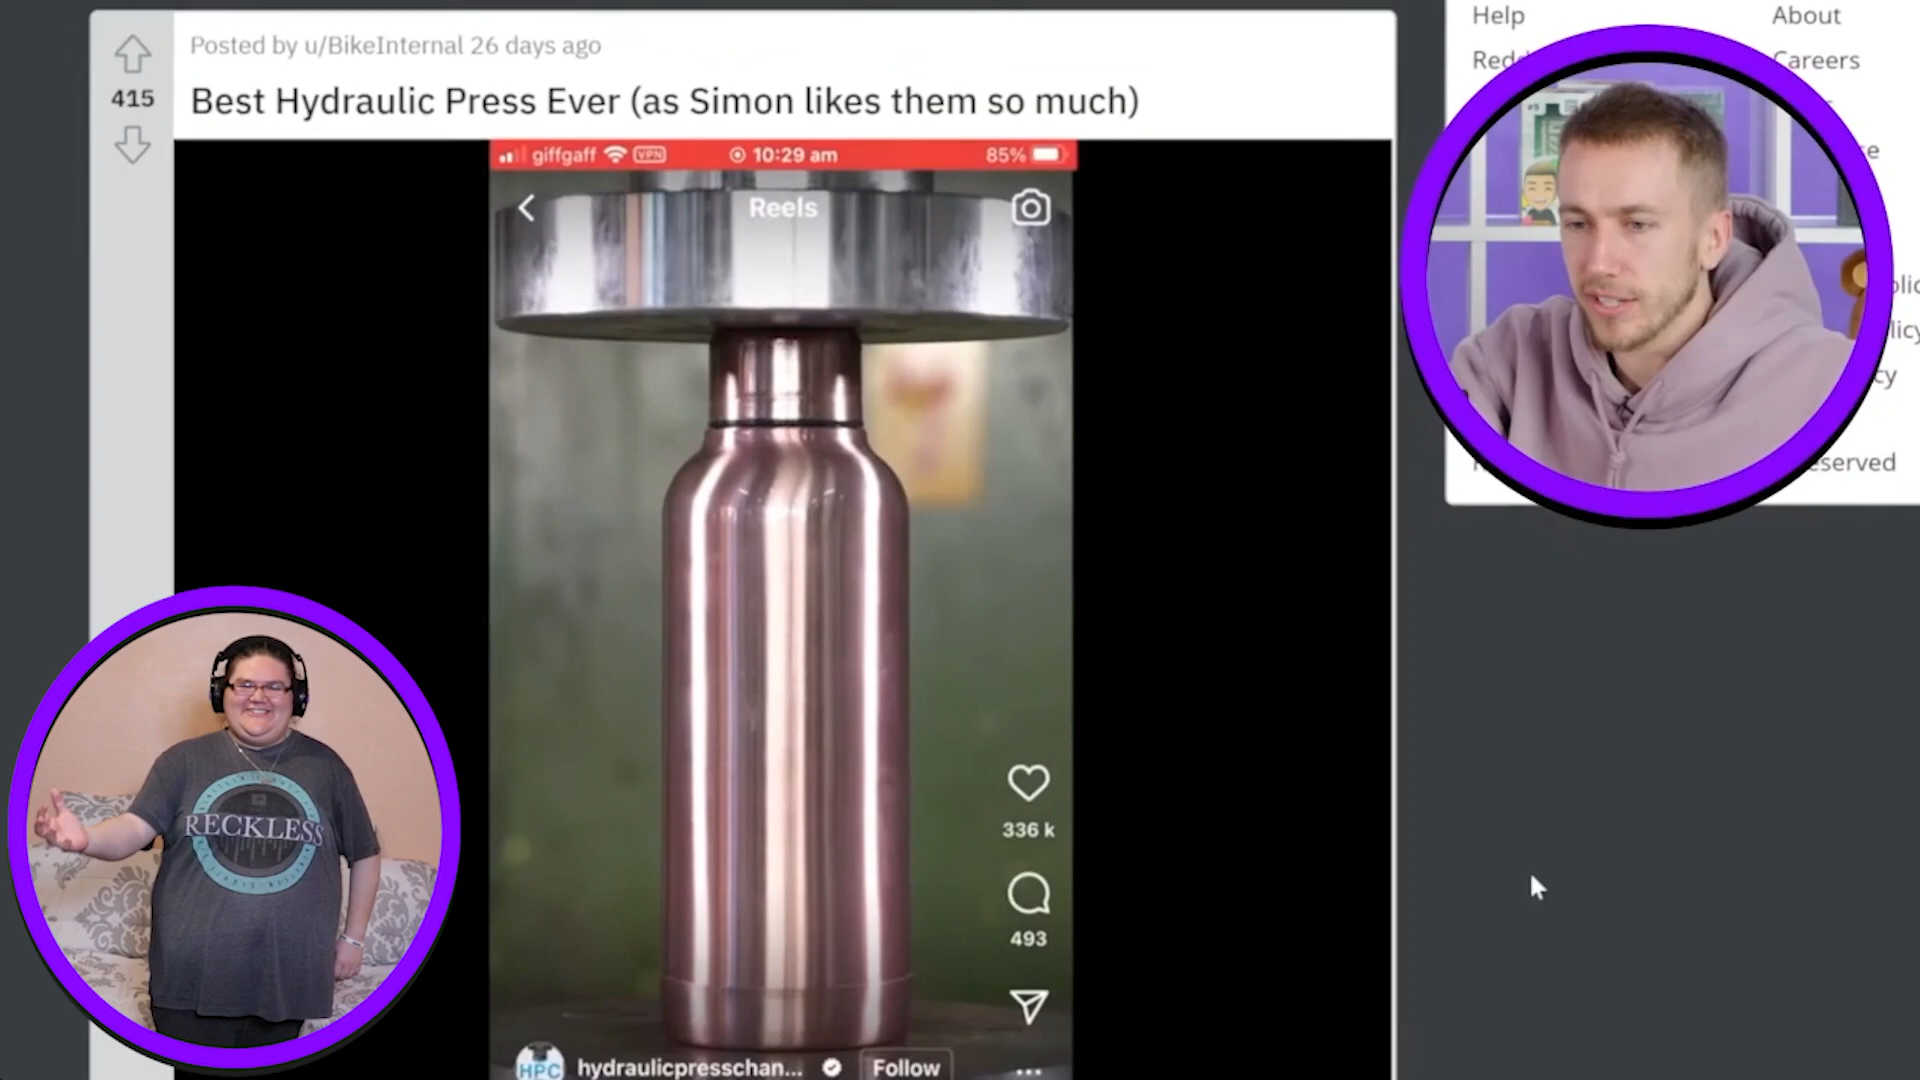 Posted by u/BikeInternal 26 days ago
415
Best Hydraulic Press Ever (as Simon likes them so much)
giffgaff VPN 10:29 am 85%
Reels
336 k
493
HPC hydraulicpresschan... Follow
Help About
Careers
RECKLESS